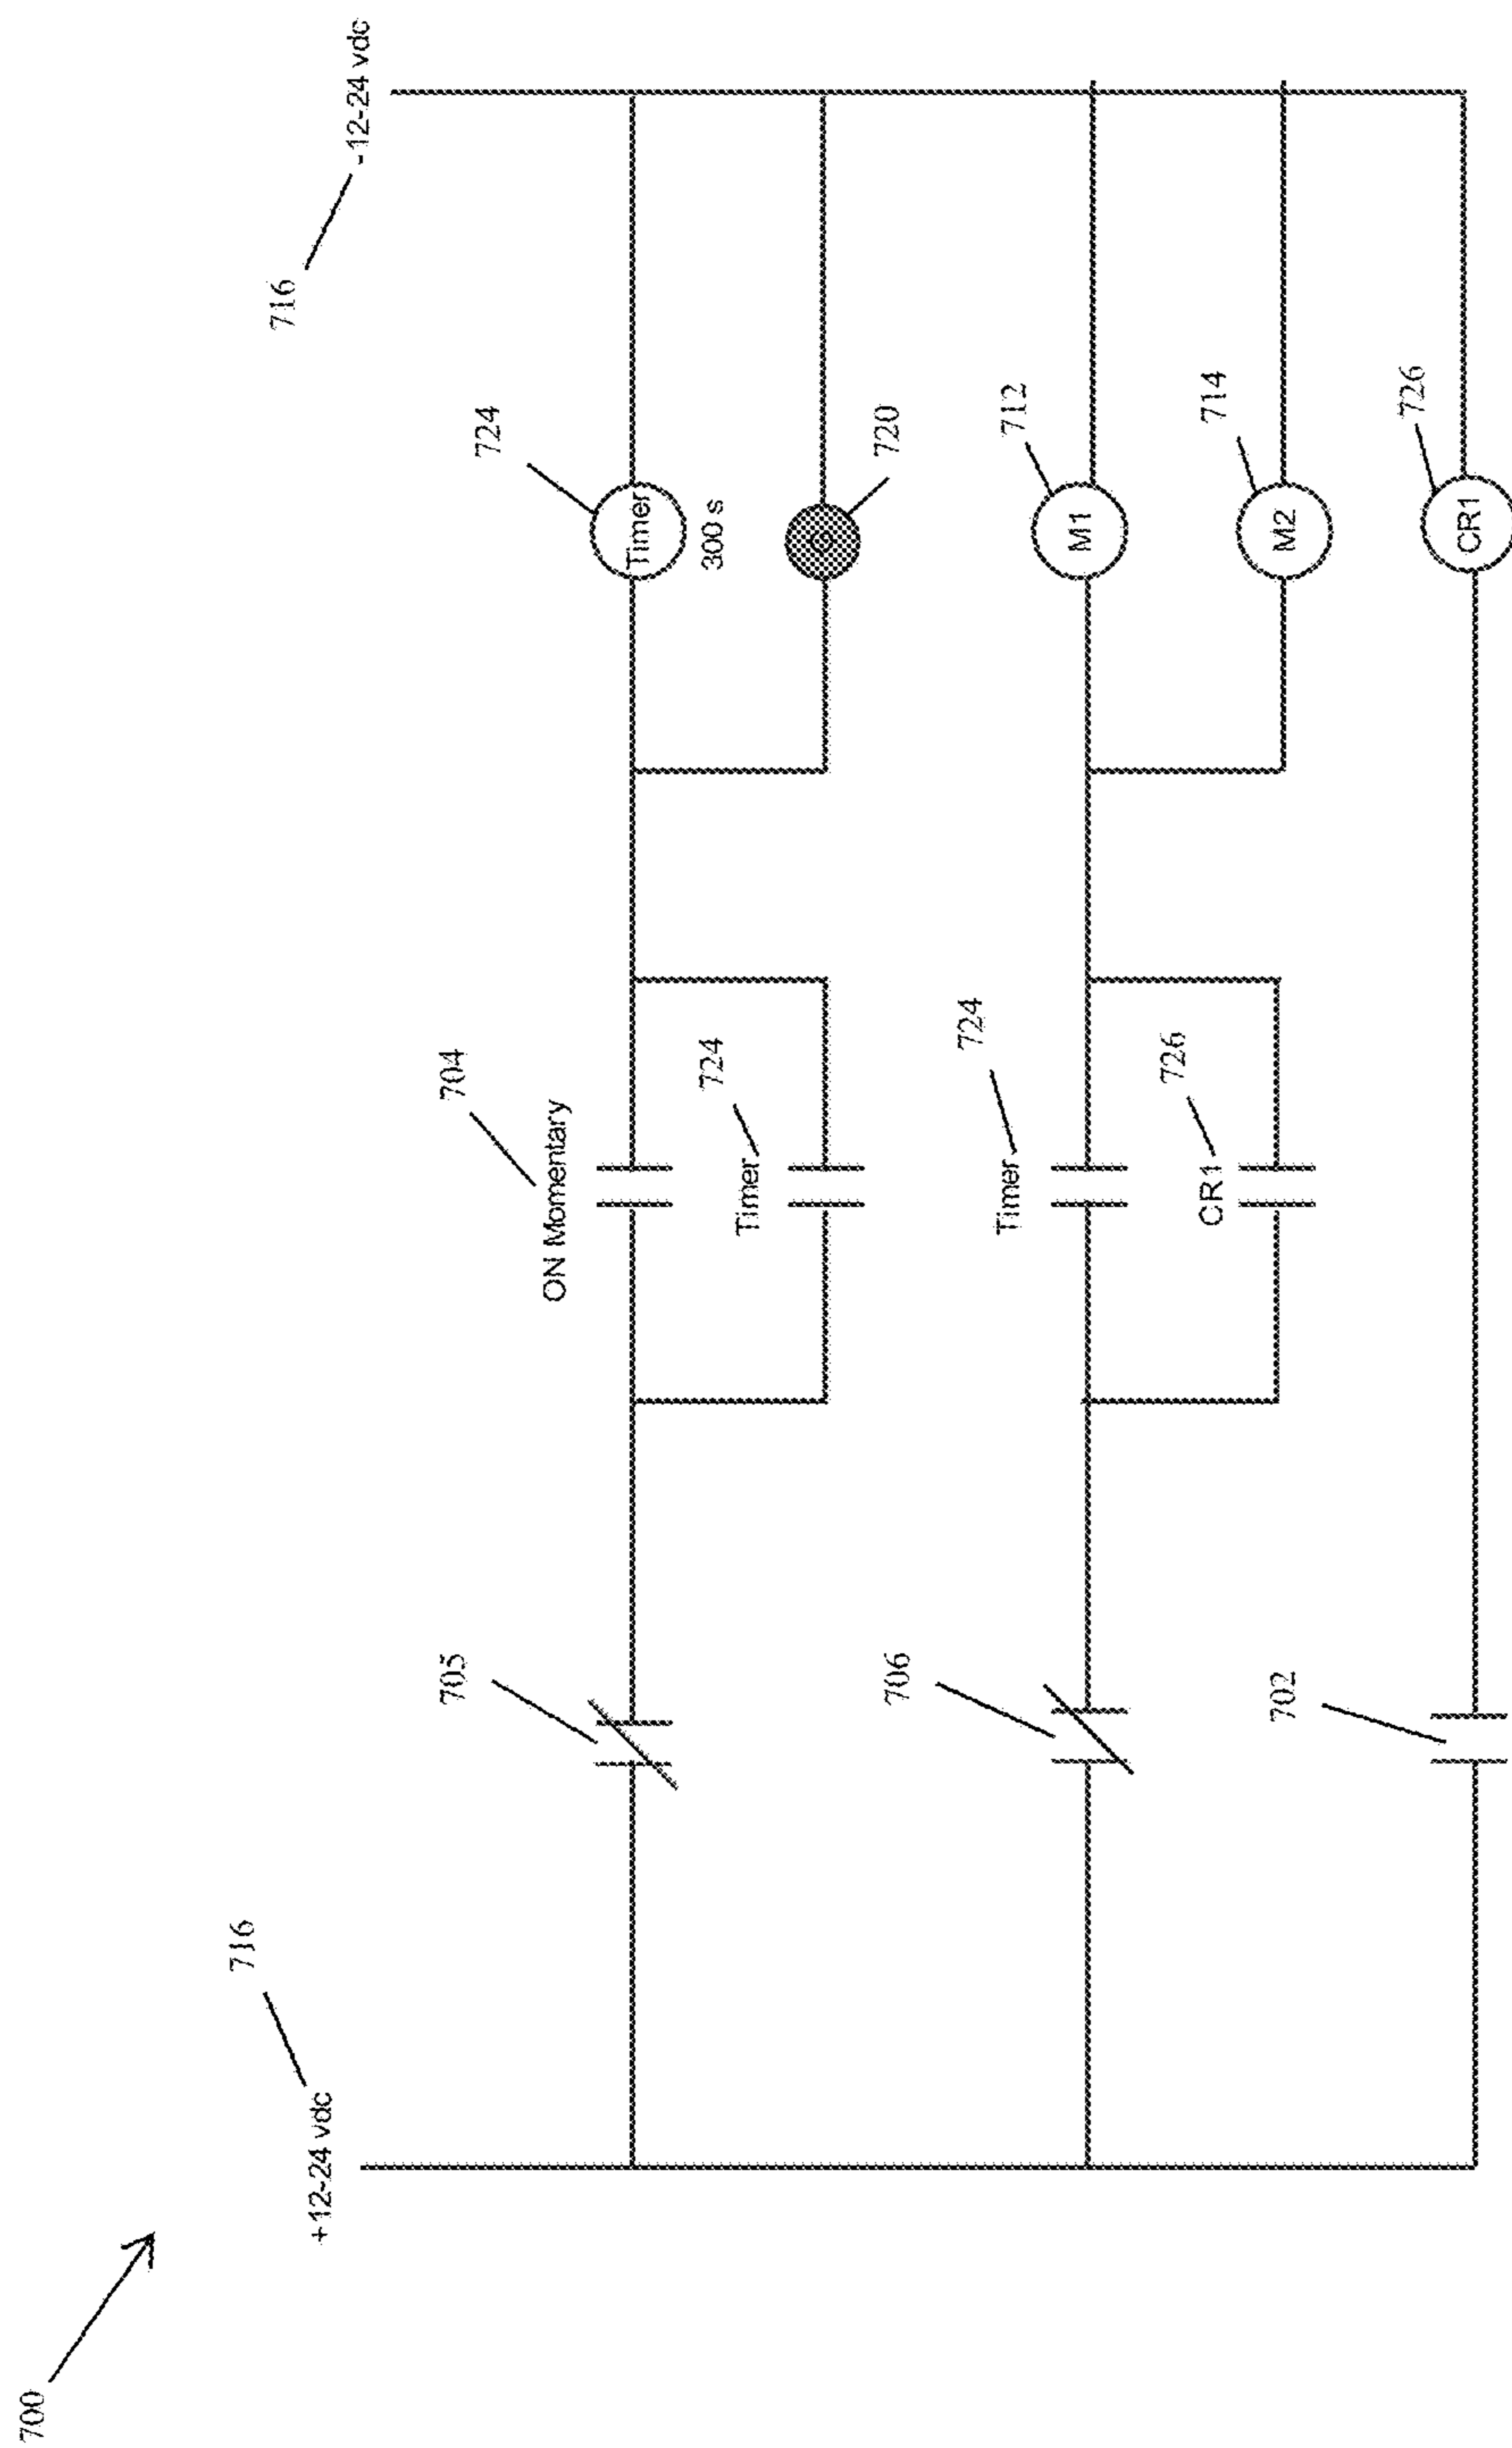 700
+12-24 vdc
716
716
-12-24 vdc
705
704
ON Momentary
724
Timer
300 s
724
Timer
720
706
724
Timer
712
M1
726
CR1
714
M2
702
726
CR1